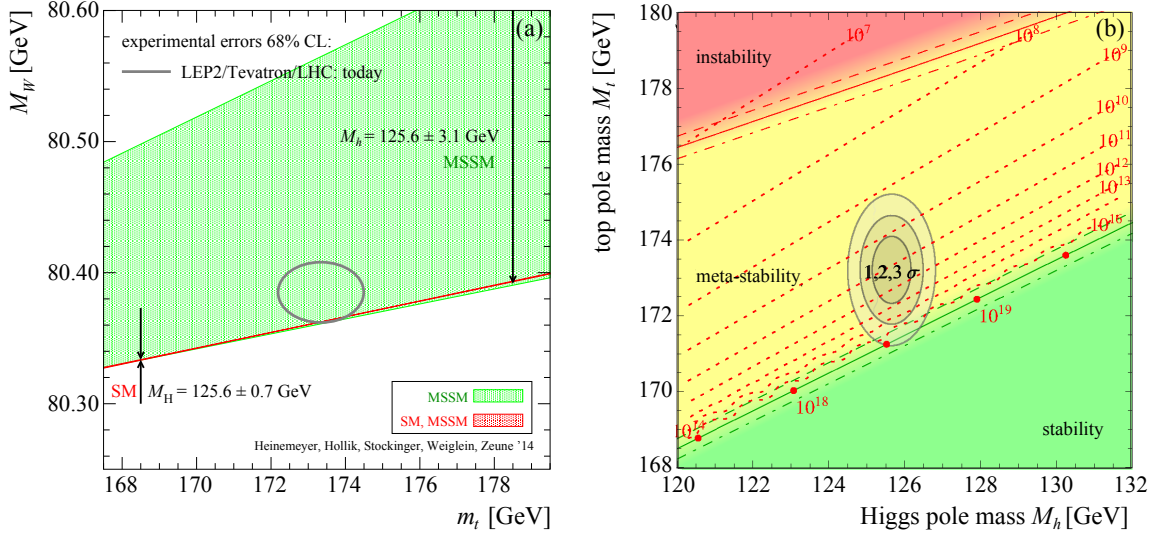 80.60
80.50
80.40
80.30
M_W [GeV]
(a)
experimental errors 68% CL:
LEP2/Tevatron/LHC: today
M_h = 125.6 ± 3.1 GeV
MSSM
SM
M_H = 125.6 ± 0.7 GeV
MSSM
SM, MSSM
Heinemeyer, Hollik, Stockinger, Weiglein, Zeune ’14
168 170 172 174 176 178
m_t [GeV]
180
178
176
174
172
170
168
top pole mass M_t [GeV]
(b)
instability
10^7
10^8
10^9
10^10
10^11
10^12
10^13
10^16
meta-stability
1,2,3 σ
10^19
10^18
10^14
stability
120 122 124 126 128 130 132
Higgs pole mass M_h [GeV]